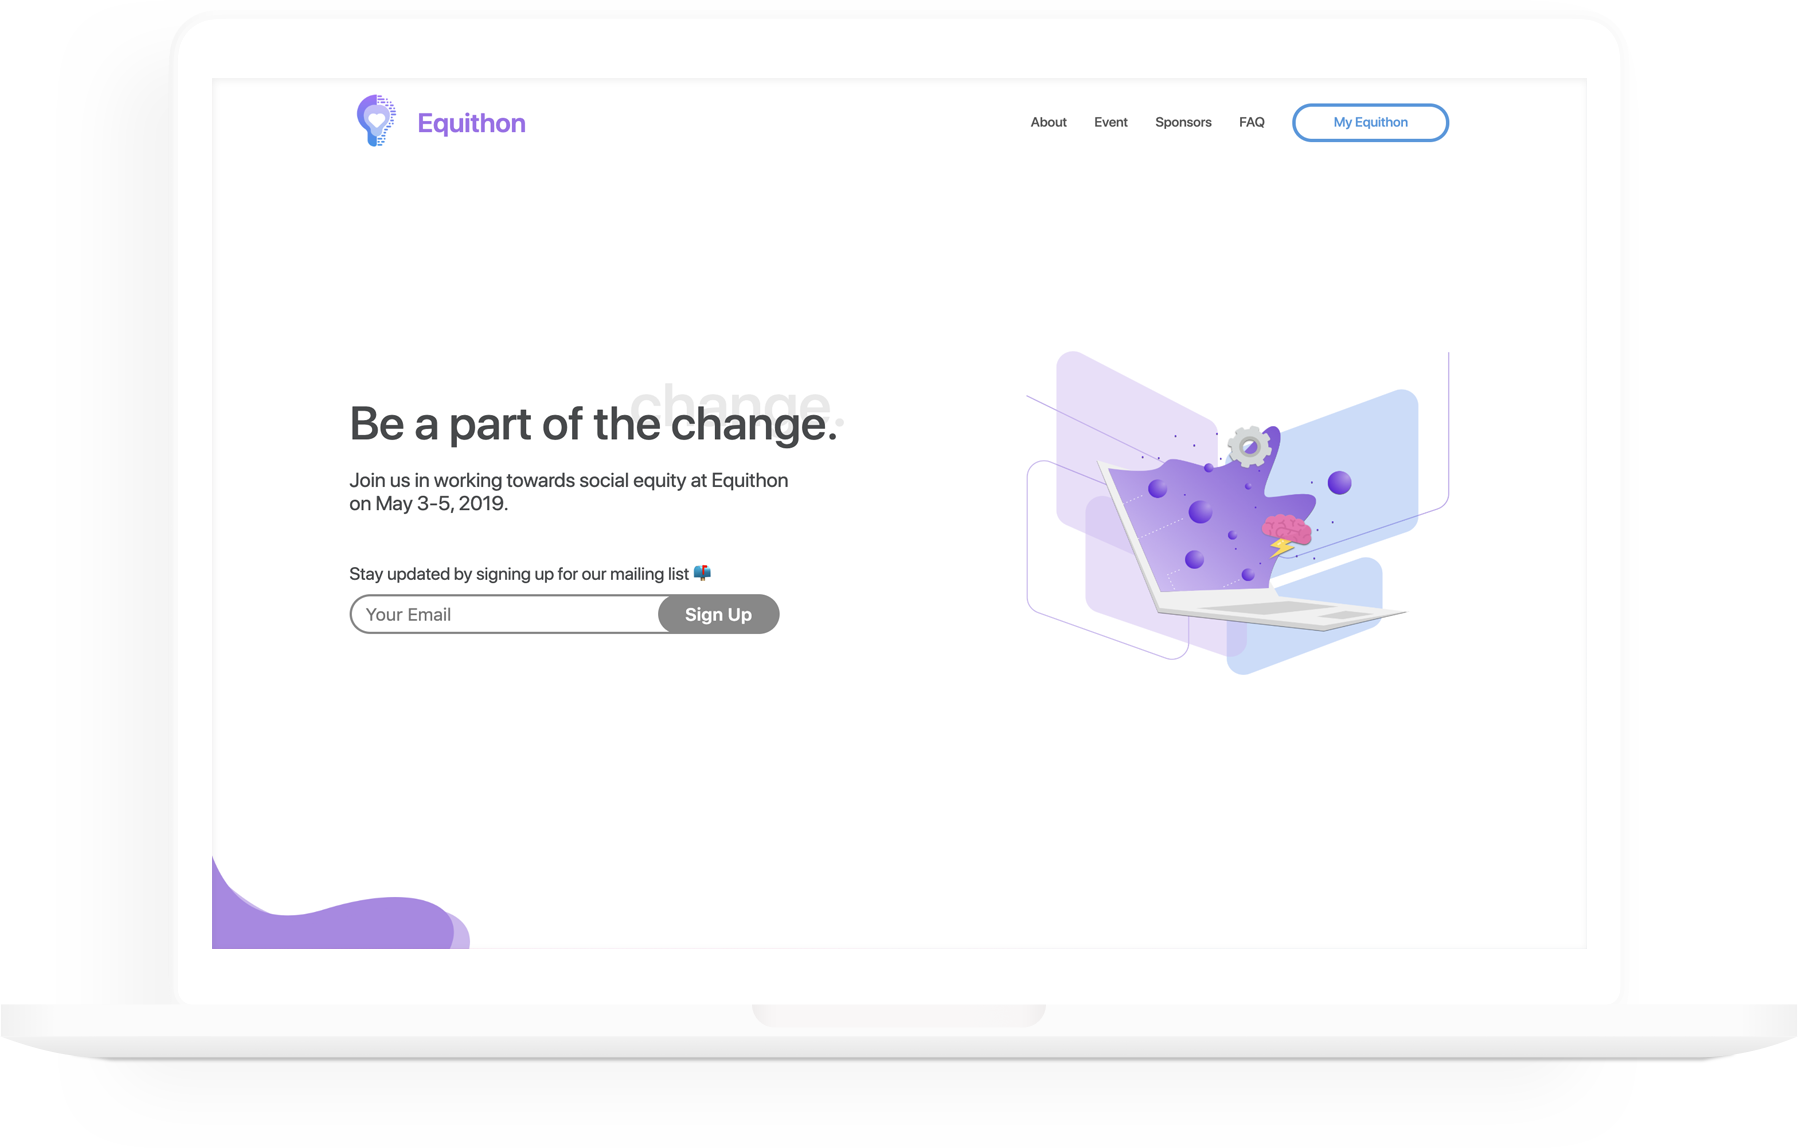 Equithon
About Event Sponsors FAQ My Equithon
change.
Be a part of the change.
Join us in working towards social equity at Equithon
on May 3-5, 2019.
Stay updated by signing up for our mailing list 📫
Your Email Sign Up